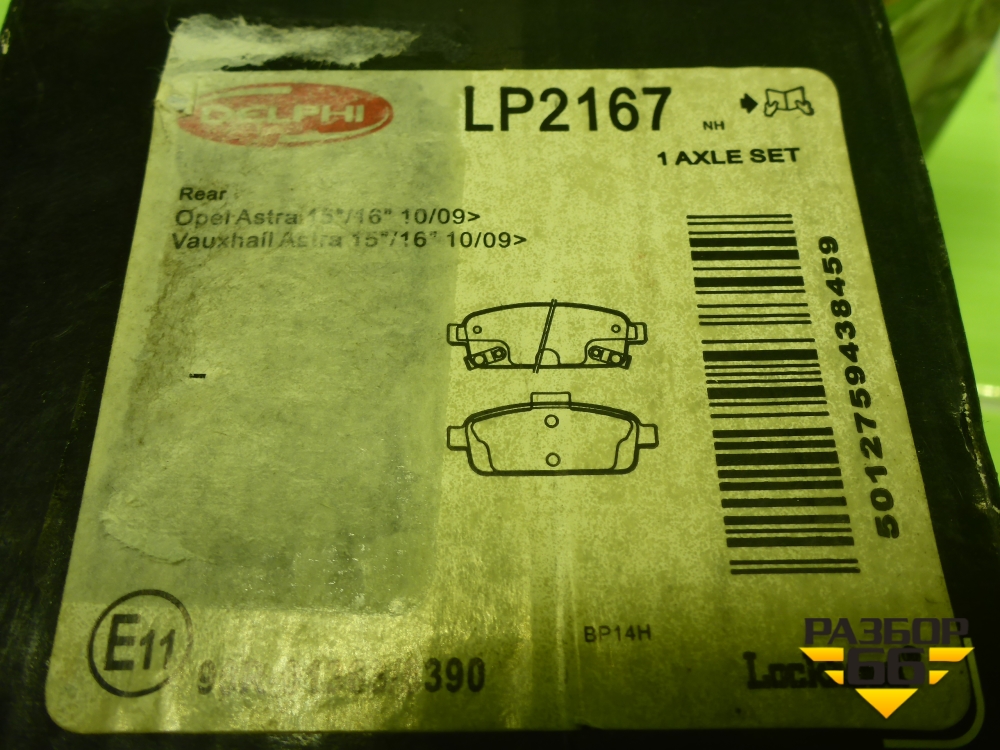 DELPHI
LP2167 NH
1 AXLE SET
Rear
Opel Astra 15"/16" 10/09>
Vauxhall Astra 15"/16" 10/09>
5012759438459
BP14H
E11
390
РАЗБОР
66